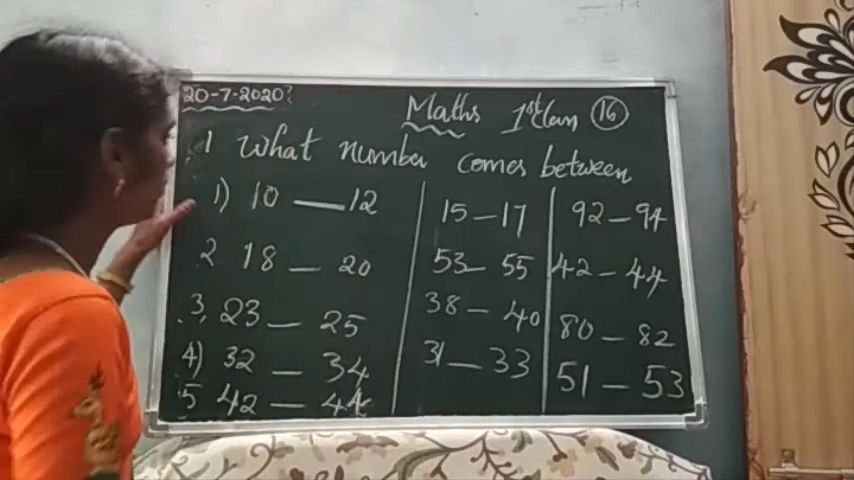 20-7-2020
Maths 1st Class 16
1 What number comes between
1) 10 — 12
2 18 — 20
3, 23 — 25
4) 32 — 34
5 42 — 44
15 — 17
53 — 55
38 — 40
31 — 33
92 — 94
42 — 44
80 — 82
51 — 53